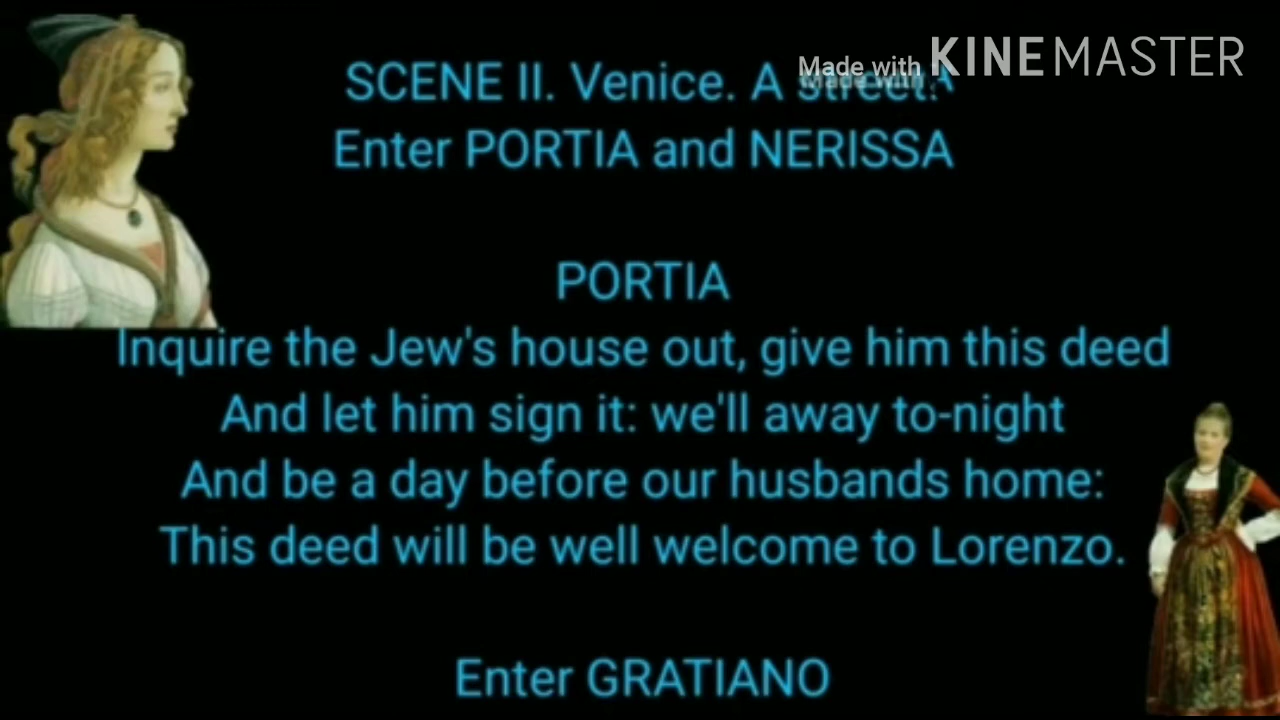 Made with KINEMASTER
SCENE II. Venice. A street.
Enter PORTIA and NERISSA
PORTIA
Inquire the Jew's house out, give him this deed
And let him sign it: we'll away to-night
And be a day before our husbands home:
This deed will be well welcome to Lorenzo.
Enter GRATIANO